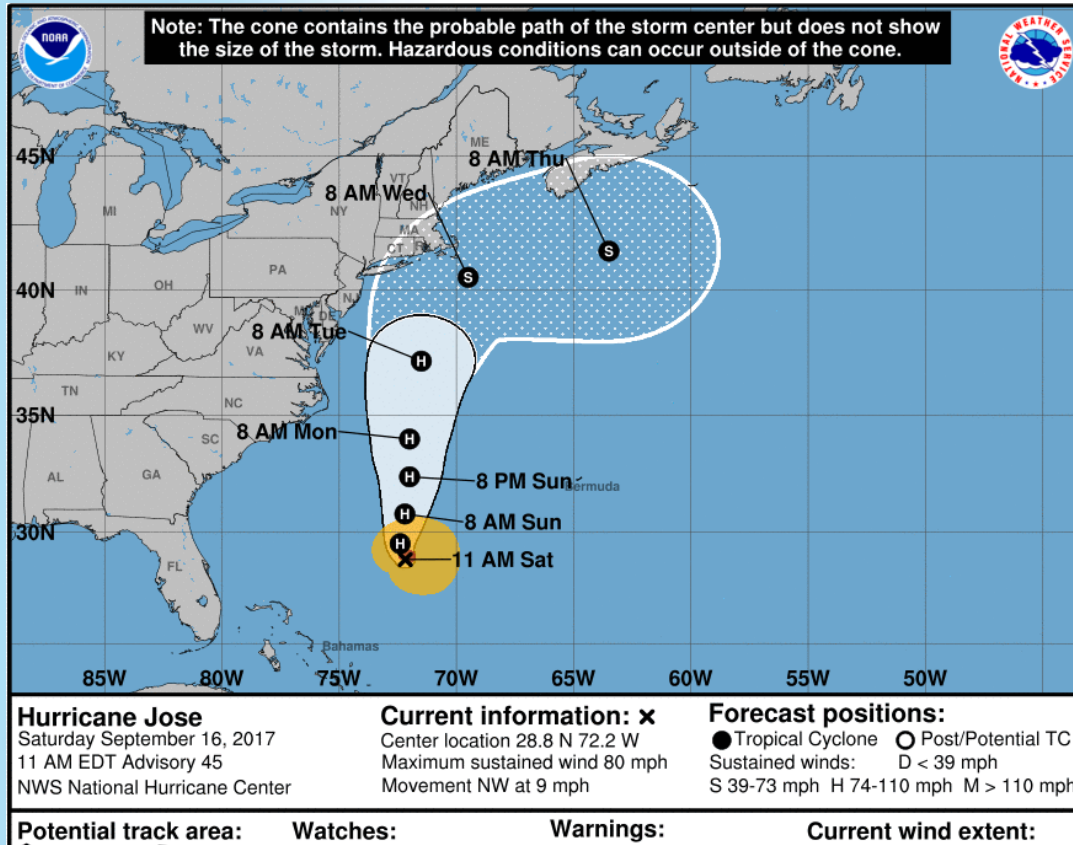 Note: The cone contains the probable path of the storm center but does not show
the size of the storm. Hazardous conditions can occur outside of the cone.
NOAA
NATIONAL WEATHER SERVICE
45N
ME
8 AM Thu
VT
8 AM Wed
NH
MI
NY
MA
CT
S
S
PA
40N
IN
OH
NJ
DE
WV
8 AM Tue
H
KY
VA
TN
NC
35N
8 AM Mon
H
SC
AL
GA
H
8 PM Sun
Bermuda
H
8 AM Sun
30N
H
11 AM Sat
FL
Bahamas
85W 80W 75W 70W 65W 60W 55W 50W
Hurricane Jose
Saturday September 16, 2017
11 AM EDT Advisory 45
NWS National Hurricane Center
Current information: x
Center location 28.8 N 72.2 W
Maximum sustained wind 80 mph
Movement NW at 9 mph
Forecast positions:
Tropical Cyclone Post/Potential TC
Sustained winds: D < 39 mph
S 39-73 mph H 74-110 mph M > 110 mph
Potential track area:
Watches:
Warnings:
Current wind extent: